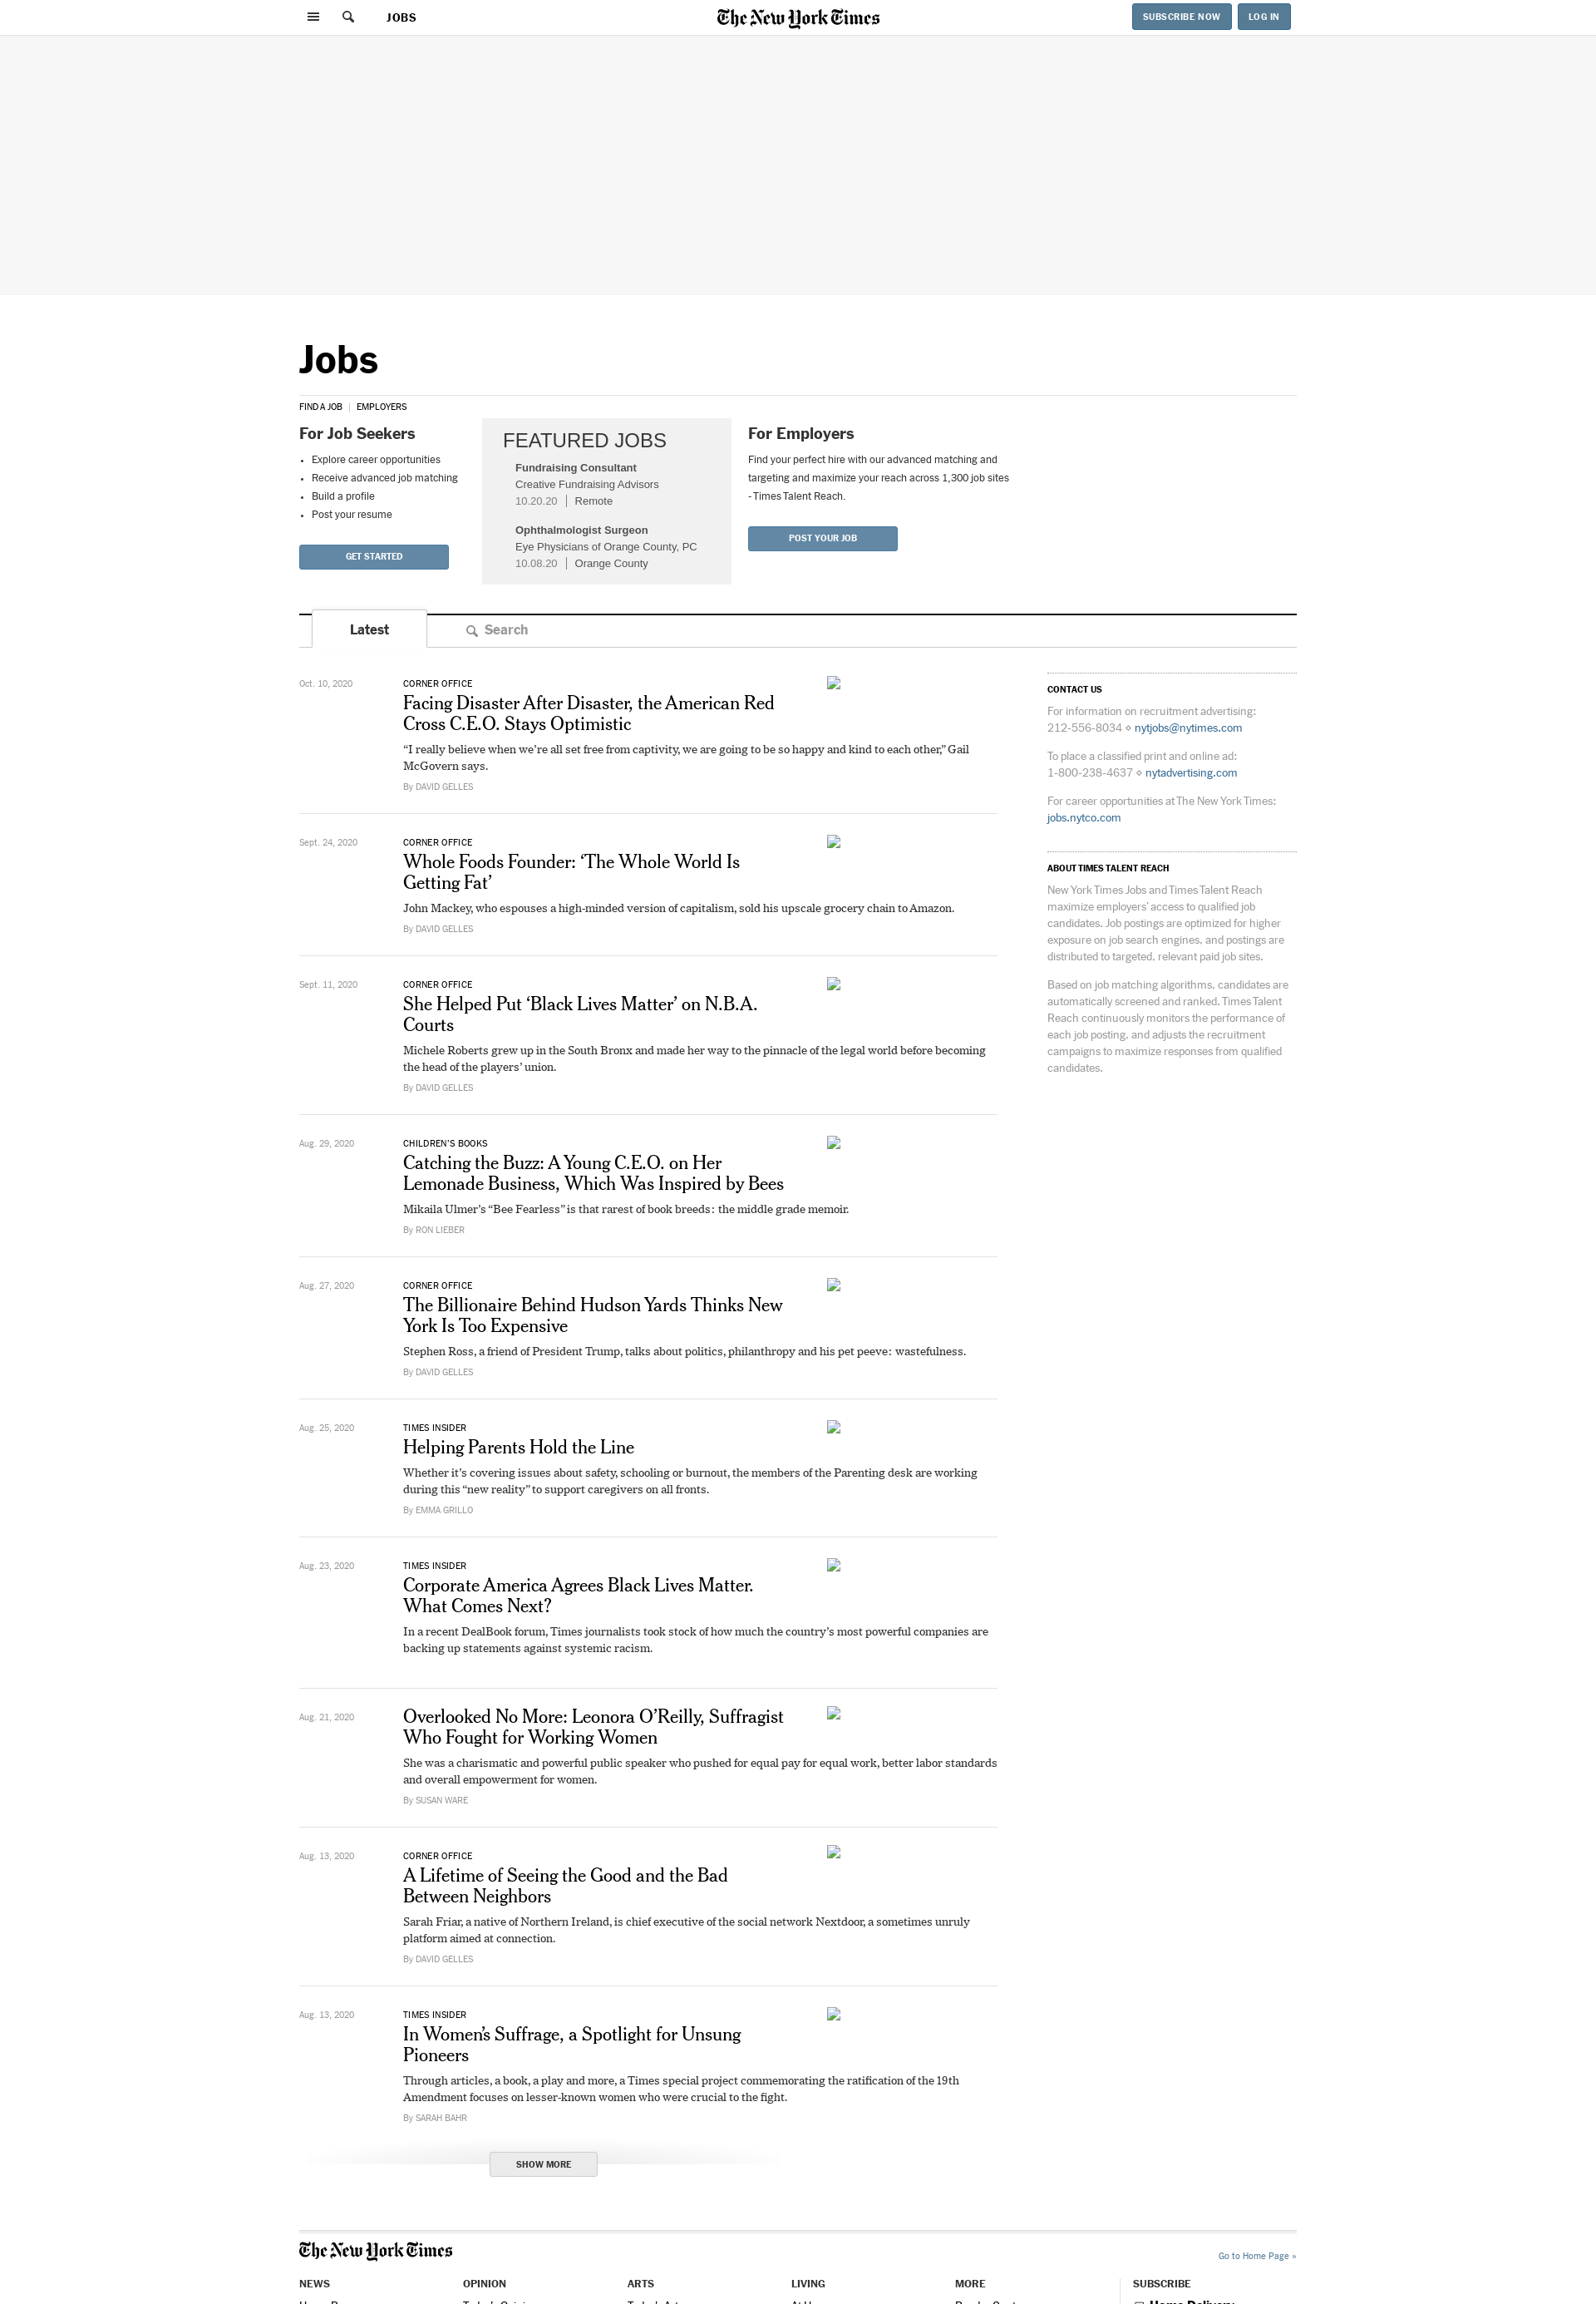 JOBS
The New York Times
SUBSCRIBE NOW
LOG IN
Jobs
FIND A JOB | EMPLOYERS
For Job Seekers
• Explore career opportunities
• Receive advanced job matching
• Build a profile
• Post your resume
GET STARTED
FEATURED JOBS
Fundraising Consultant
Creative Fundraising Advisors
10.20.20 | Remote
Ophthalmologist Surgeon
Eye Physicians of Orange County, PC
10.08.20 | Orange County
For Employers
Find your perfect hire with our advanced matching and
targeting and maximize your reach across 1,300 job sites
- Times Talent Reach.
POST YOUR JOB
Latest
Search
Oct. 10, 2020
CORNER OFFICE
Facing Disaster After Disaster, the American Red
Cross C.E.O. Stays Optimistic
“I really believe when we’re all set free from captivity, we are going to be so happy and kind to each other,” Gail
McGovern says.
By DAVID GELLES
Sept. 24, 2020
CORNER OFFICE
Whole Foods Founder: ‘The Whole World Is
Getting Fat’
John Mackey, who espouses a high-minded version of capitalism, sold his upscale grocery chain to Amazon.
By DAVID GELLES
Sept. 11, 2020
CORNER OFFICE
She Helped Put ‘Black Lives Matter’ on N.B.A.
Courts
Michele Roberts grew up in the South Bronx and made her way to the pinnacle of the legal world before becoming
the head of the players’ union.
By DAVID GELLES
Aug. 29, 2020
CHILDREN’S BOOKS
Catching the Buzz: A Young C.E.O. on Her
Lemonade Business, Which Was Inspired by Bees
Mikaila Ulmer’s “Bee Fearless” is that rarest of book breeds: the middle grade memoir.
By RON LIEBER
Aug. 27, 2020
CORNER OFFICE
The Billionaire Behind Hudson Yards Thinks New
York Is Too Expensive
Stephen Ross, a friend of President Trump, talks about politics, philanthropy and his pet peeve: wastefulness.
By DAVID GELLES
Aug. 25, 2020
TIMES INSIDER
Helping Parents Hold the Line
Whether it’s covering issues about safety, schooling or burnout, the members of the Parenting desk are working
during this “new reality” to support caregivers on all fronts.
By EMMA GRILLO
Aug. 23, 2020
TIMES INSIDER
Corporate America Agrees Black Lives Matter.
What Comes Next?
In a recent DealBook forum, Times journalists took stock of how much the country’s most powerful companies are
backing up statements against systemic racism.
Aug. 21, 2020
Overlooked No More: Leonora O’Reilly, Suffragist
Who Fought for Working Women
She was a charismatic and powerful public speaker who pushed for equal pay for equal work, better labor standards
and overall empowerment for women.
By SUSAN WARE
Aug. 13, 2020
CORNER OFFICE
A Lifetime of Seeing the Good and the Bad
Between Neighbors
Sarah Friar, a native of Northern Ireland, is chief executive of the social network Nextdoor, a sometimes unruly
platform aimed at connection.
By DAVID GELLES
Aug. 13, 2020
TIMES INSIDER
In Women’s Suffrage, a Spotlight for Unsung
Pioneers
Through articles, a book, a play and more, a Times special project commemorating the ratification of the 19th
Amendment focuses on lesser-known women who were crucial to the fight.
By SARAH BAHR
SHOW MORE
CONTACT US
For information on recruitment advertising:
212-556-8034 ⋄ nytjobs@nytimes.com
To place a classified print and online ad:
1-800-238-4637 ⋄ nytadvertising.com
For career opportunities at The New York Times:
jobs.nytco.com
ABOUT TIMES TALENT REACH
New York Times Jobs and Times Talent Reach
maximize employers' access to qualified job
candidates. Job postings are optimized for higher
exposure on job search engines, and postings are
distributed to targeted, relevant paid job sites.
Based on job matching algorithms, candidates are
automatically screened and ranked. Times Talent
Reach continuously monitors the performance of
each job posting, and adjusts the recruitment
campaigns to maximize responses from qualified
candidates.
The New York Times
Go to Home Page »
NEWS
OPINION
ARTS
LIVING
MORE
SUBSCRIBE